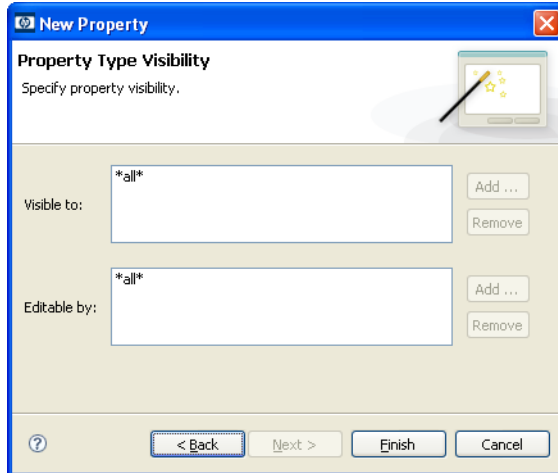 New Property
Property Type Visibility
Specify property visibility.
Visible to:
*all*
Add ...
Remove
Editable by:
*all*
Add ...
Remove
< Back
Next >
Finish
Cancel